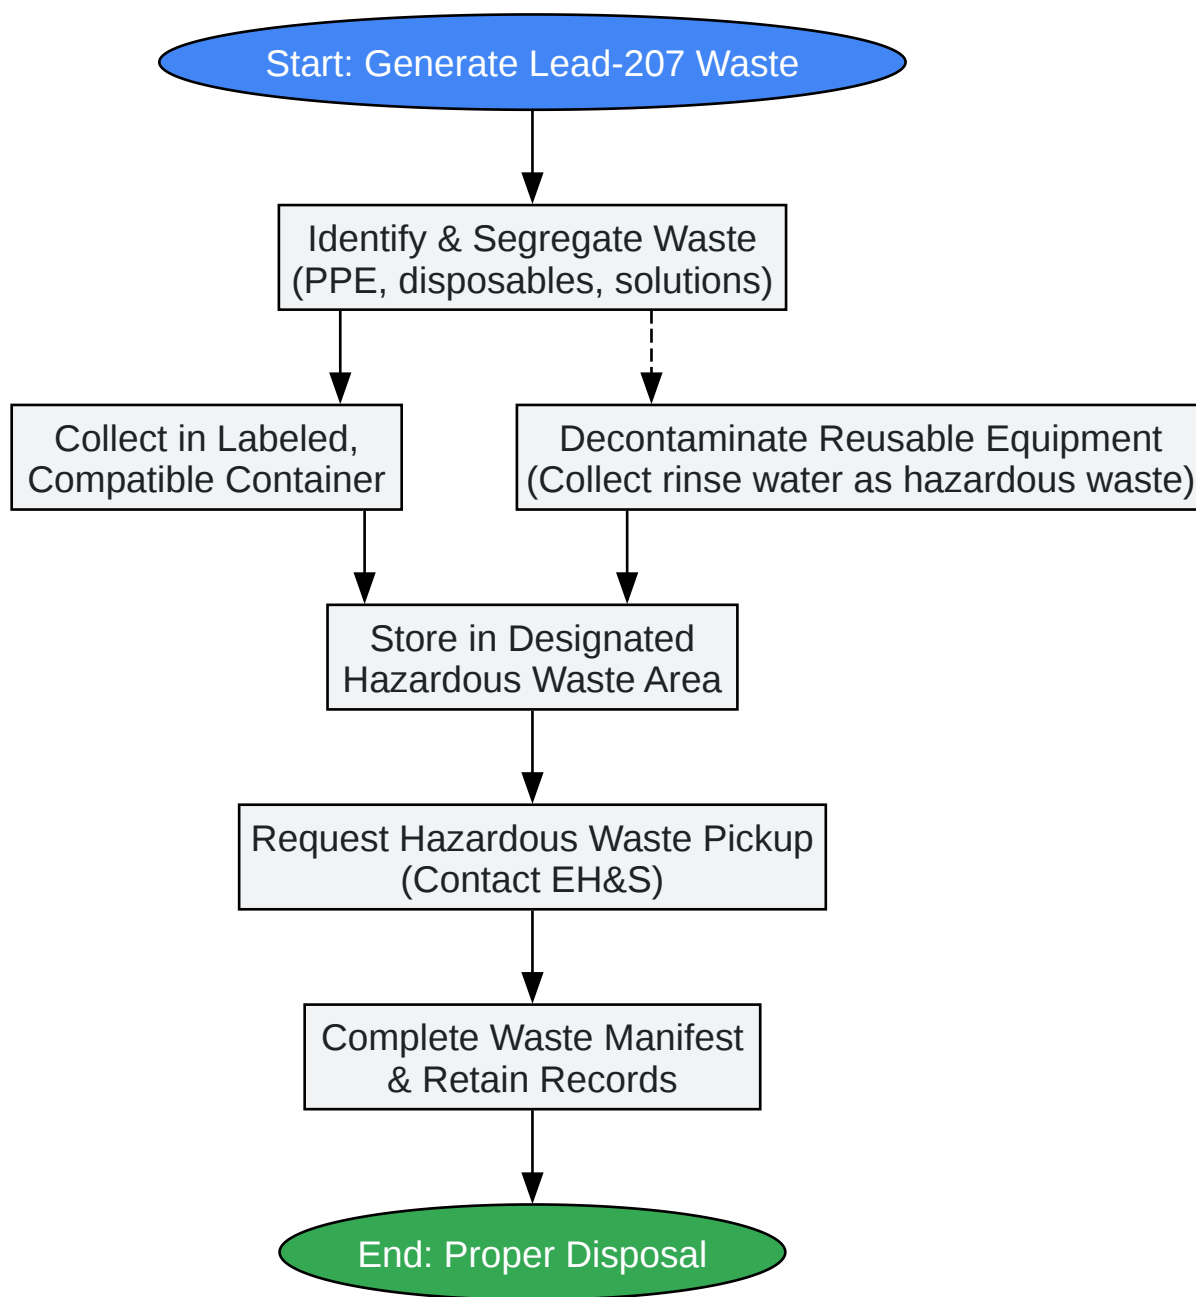 Start: Generate Lead-207 Waste
Identify & Segregate Waste
(PPE, disposables, solutions)
Collect in Labeled,
Compatible Container
Decontaminate Reusable Equipment
(Collect rinse water as hazardous waste)
Store in Designated
Hazardous Waste Area
Request Hazardous Waste Pickup
(Contact EH&S)
Complete Waste Manifest
& Retain Records
End: Proper Disposal